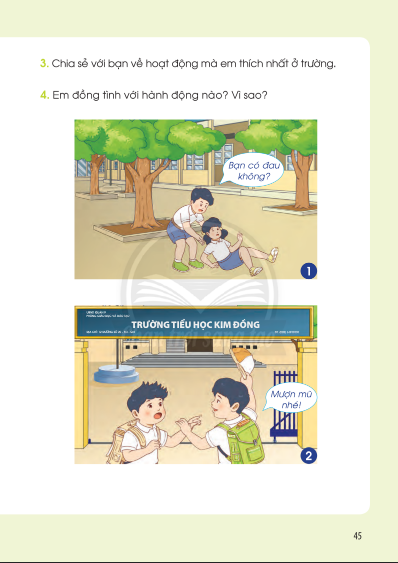 3. Chia sẻ với bạn về hoạt động mà em thích nhất ở trường.
4. Em đồng tình với hành động nào? Vì sao?
Bạn có đau
không?
1
TRƯỜNG TIỂU HỌC KIM ĐỒNG
Mượn mũ
nhé!
2
45